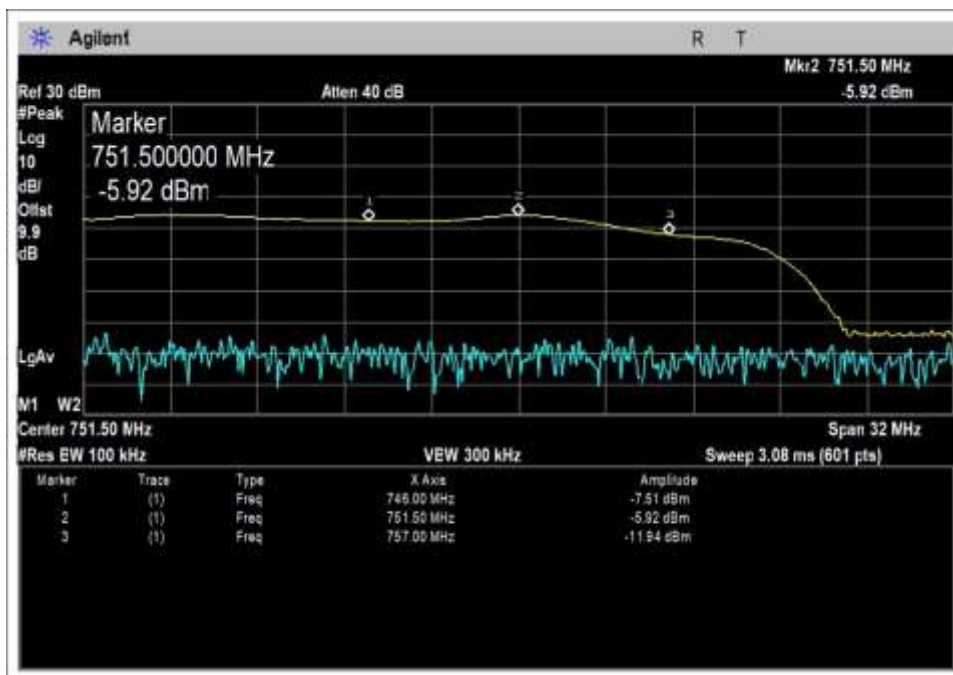 Agilent R T
Mkr2 751.50 MHz
Ref 30 dBm Atten 40 dB -5.92 dBm
#Peak
Log
10
dB/
Offst
9.9
dB
Marker
751.500000 MHz
-5.92 dBm
1
2
3
LgAv
M1 W2
Center 751.50 MHz Span 32 MHz
#Res BW 100 kHz VBW 300 kHz Sweep 3.08 ms (601 pts)
Marker Trace Type X Axis Amplitude
1 (1) Freq 746.00 MHz -7.51 dBm
2 (1) Freq 751.50 MHz -5.92 dBm
3 (1) Freq 757.00 MHz -11.94 dBm